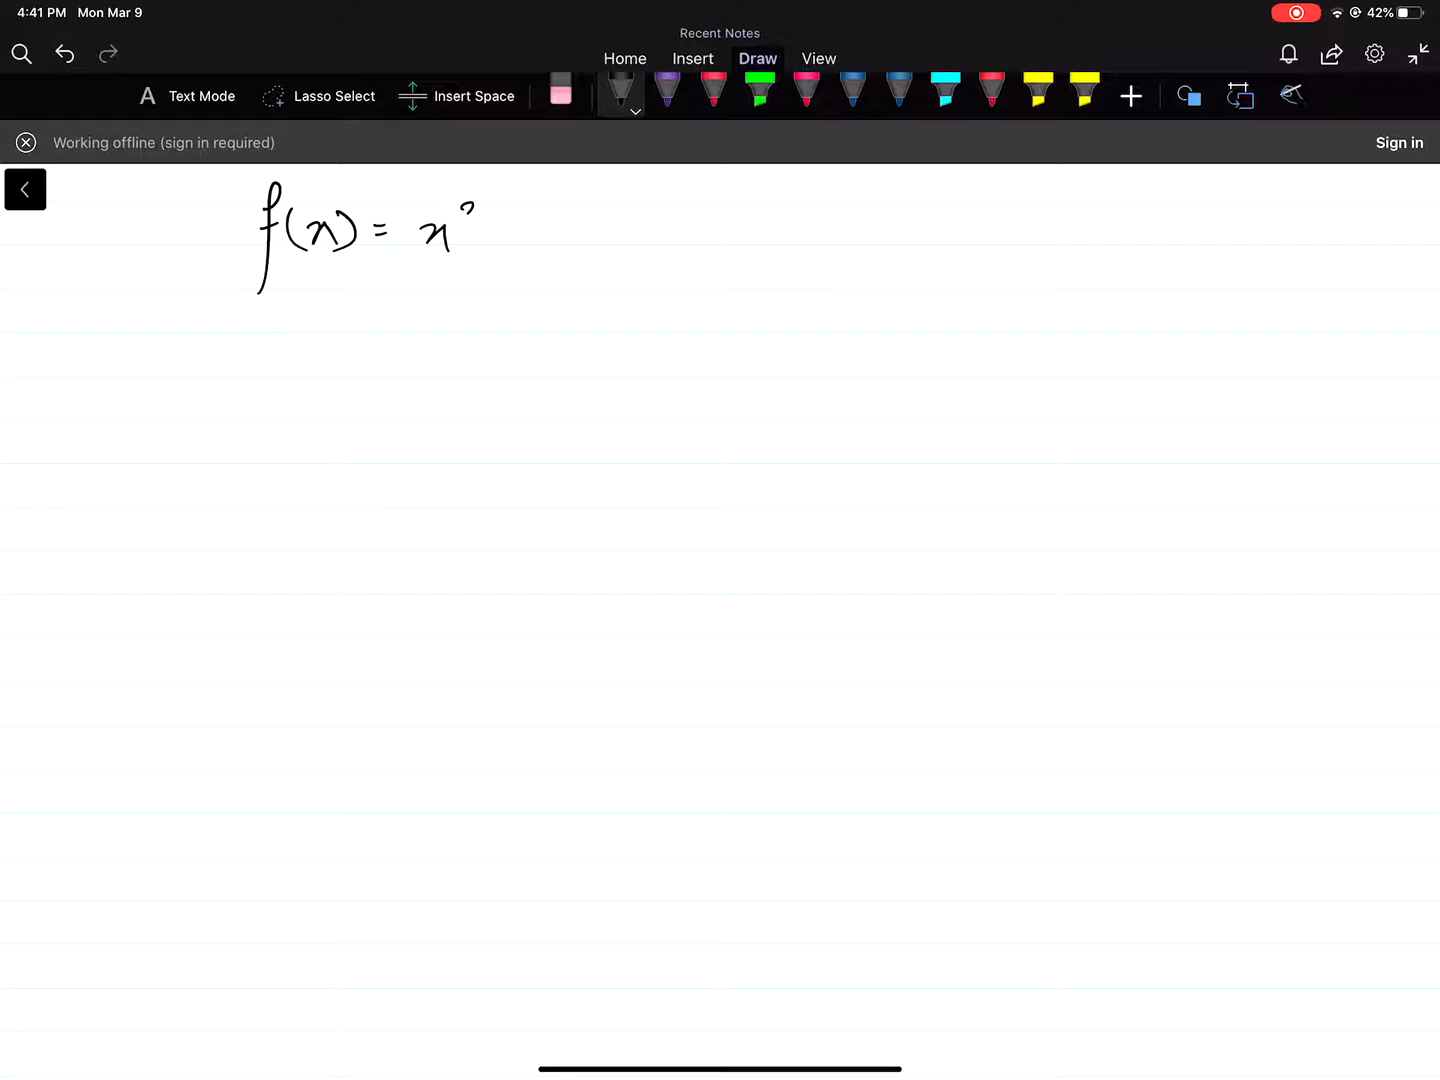 4:41 PM Mon Mar 9 42%
Recent Notes
Home Insert Draw View
A Text Mode Lasso Select Insert Space
Working offline (sign in required) Sign in
f(x) = x²